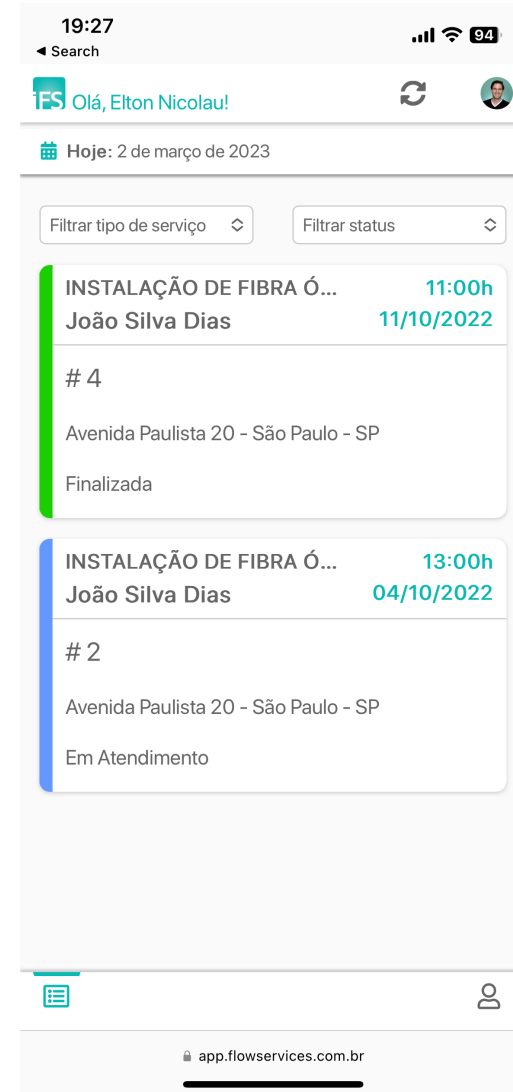 19:27
94
◀ Search
iFS Olá, Elton Nicolau!
Hoje: 2 de março de 2023
Filtrar tipo de serviço
Filtrar status
INSTALAÇÃO DE FIBRA Ó... 11:00h
João Silva Dias 11/10/2022
# 4
Avenida Paulista 20 - São Paulo - SP
Finalizada
INSTALAÇÃO DE FIBRA Ó... 13:00h
João Silva Dias 04/10/2022
# 2
Avenida Paulista 20 - São Paulo - SP
Em Atendimento
app.flowservices.com.br